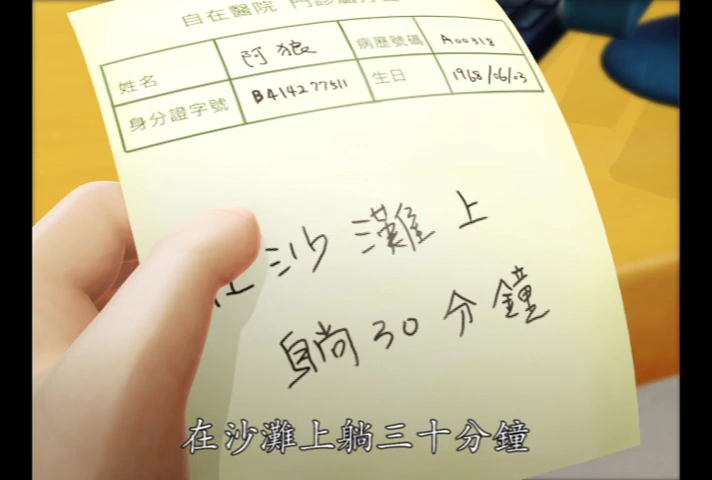 自在醫院 門診處方
姓名 阿狼 病歷號碼 A00318
身分證字號 B414277511 生日 1968/06/03
在沙灘上
躺30分鐘
在沙灘上躺三十分鐘